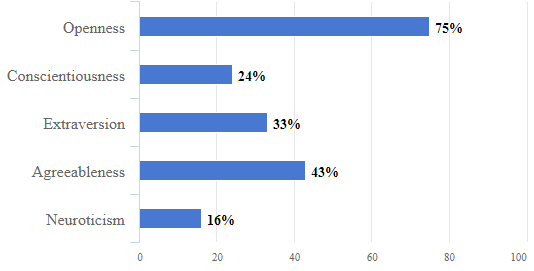 Openness 75%
Conscientiousness 24%
Extraversion 33%
Agreeableness 43%
Neuroticism 16%
0 20 40 60 80 100